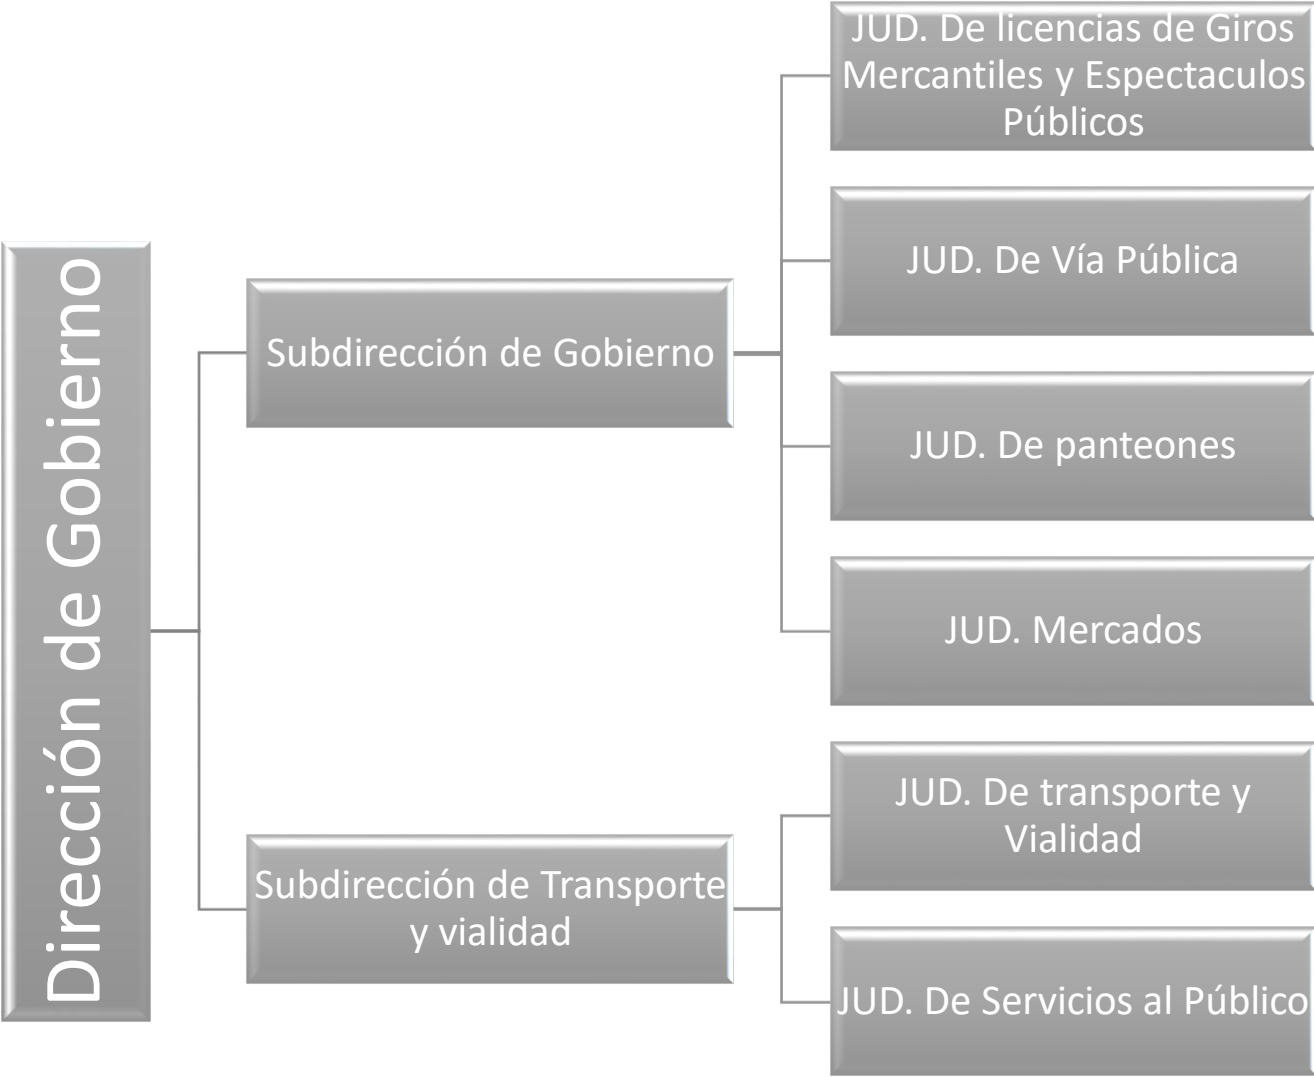 Dirección de Gobierno
Subdirección de Gobierno
JUD. De licencias de Giros
Mercantiles y Espectaculos
Públicos
JUD. De Vía Pública
JUD. De panteones
JUD. Mercados
Subdirección de Transporte
y vialidad
JUD. De transporte y
Vialidad
JUD. De Servicios al Público